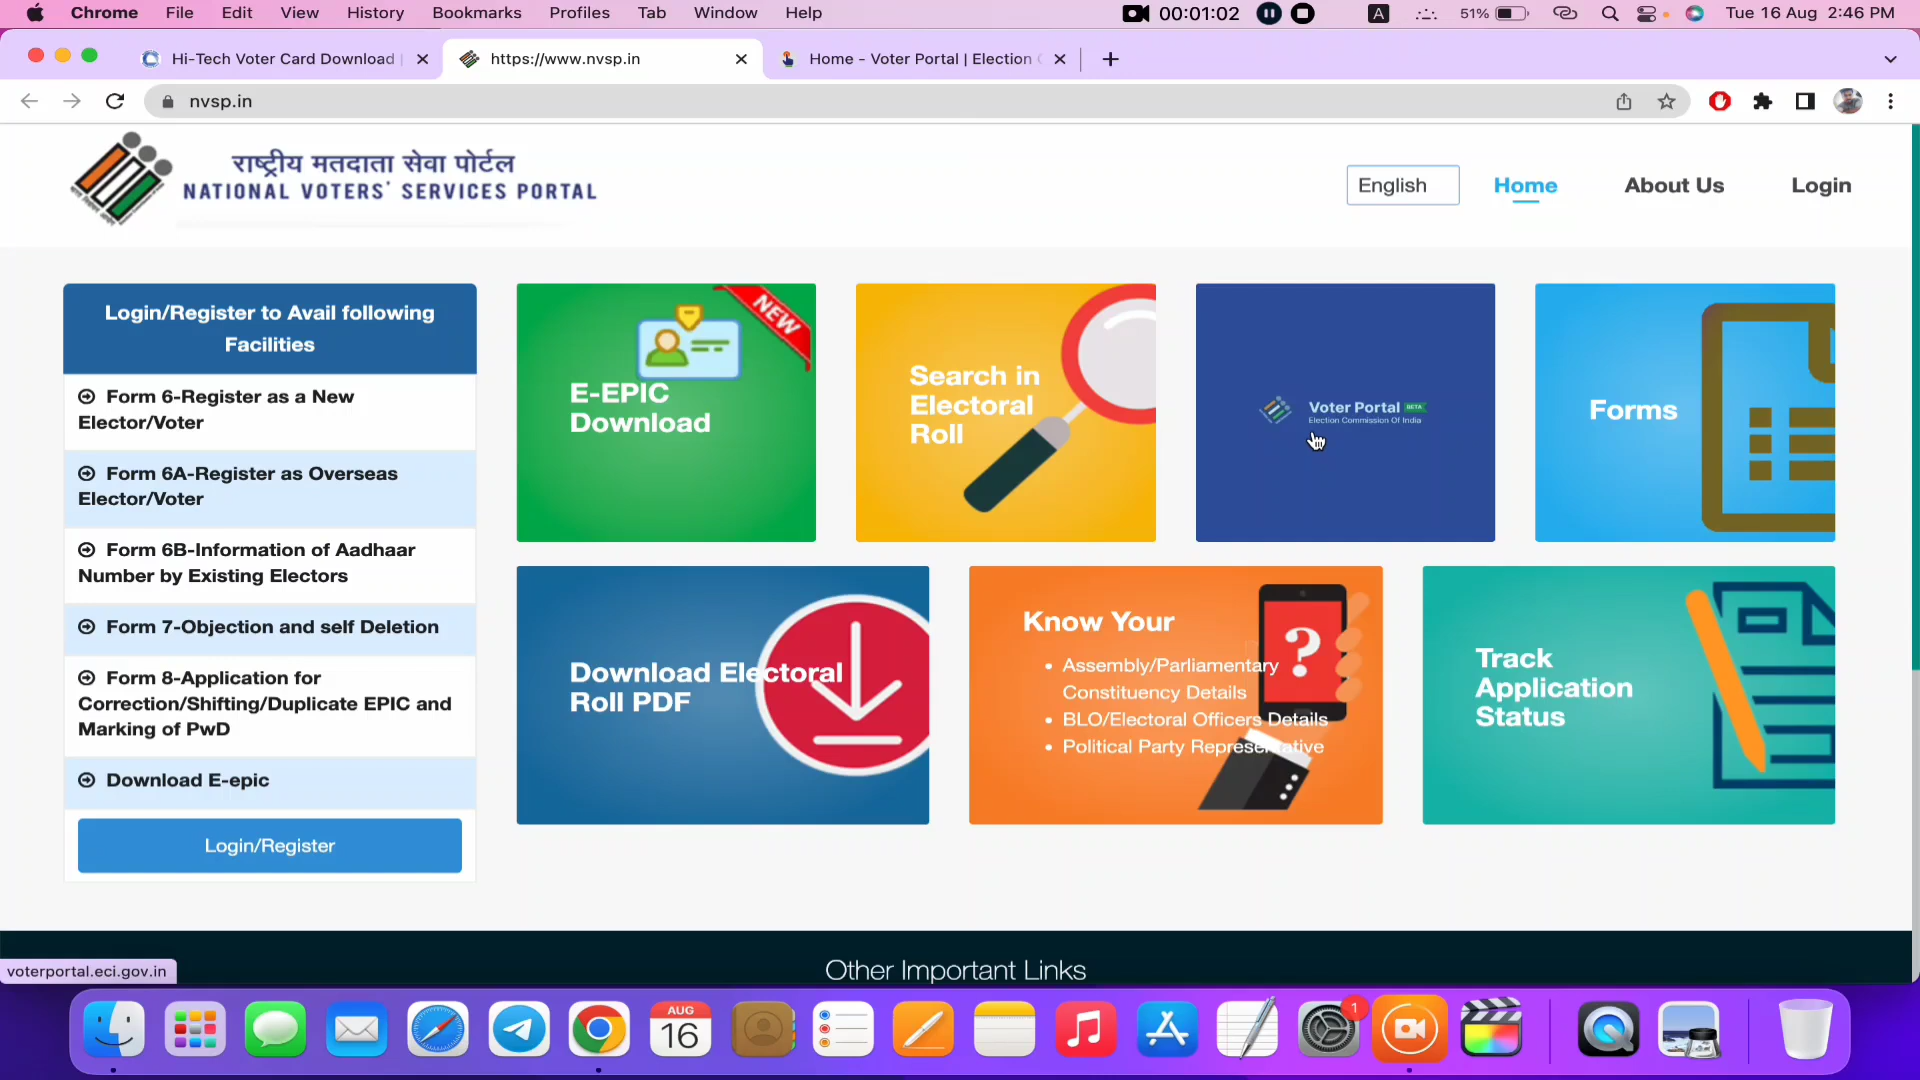 Chrome File Edit View History Bookmarks Profiles Tab Window Help 00:01:02 A 51% Tue 16 Aug 2:46 PM
Hi-Tech Voter Card Download | https://www.nvsp.in Home - Voter Portal | Election
nvsp.in
राष्ट्रीय मतदाता सेवा पोर्टल
NATIONAL VOTERS' SERVICES PORTAL
English Home About Us Login
Login/Register to Avail following
Facilities
Form 6-Register as a New
Elector/Voter
Form 6A-Register as Overseas
Elector/Voter
Form 6B-Information of Aadhaar
Number by Existing Electors
Form 7-Objection and self Deletion
Form 8-Application for
Correction/Shifting/Duplicate EPIC and
Marking of PwD
Download E-epic
Login/Register
NEW
E-EPIC
Download
Search in
Electoral
Roll
Voter Portal BETA
Election Commission Of India
Forms
Download Electoral
Roll PDF
Know Your
• Assembly/Parliamentary
Constituency Details
• BLO/Electoral Officers Details
• Political Party Representative
?
Track
Application
Status
voterportal.eci.gov.in
Other Important Links
AUG
16
1